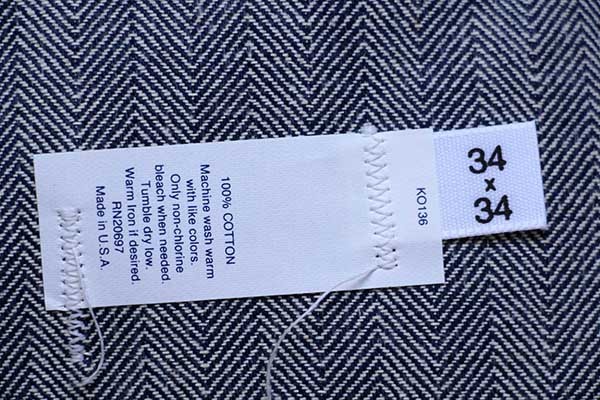 100% COTTON
Machine wash warm
with like colors.
Only non-chlorine
bleach when needed.
Tumble dry low.
Warm Iron if desired.
RN20697
Made in U.S.A.
KO136
34
x
34